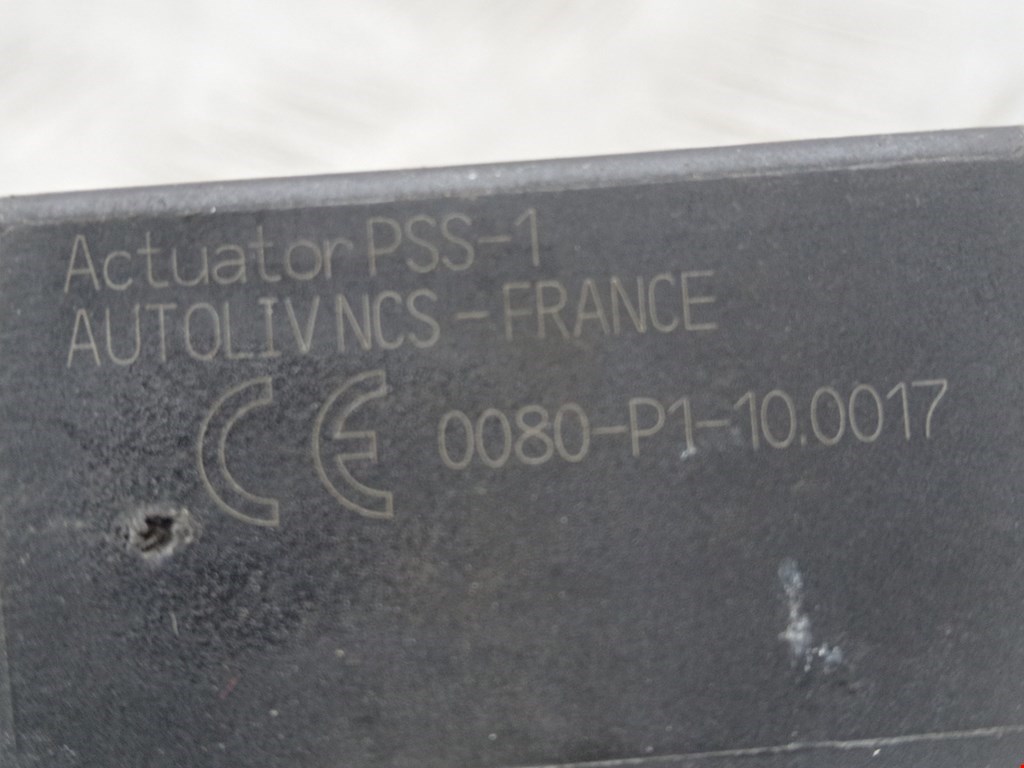 Actuator PSS-1
AUTOLIV NCS - FRANCE
CE 0080-P1-10.0017